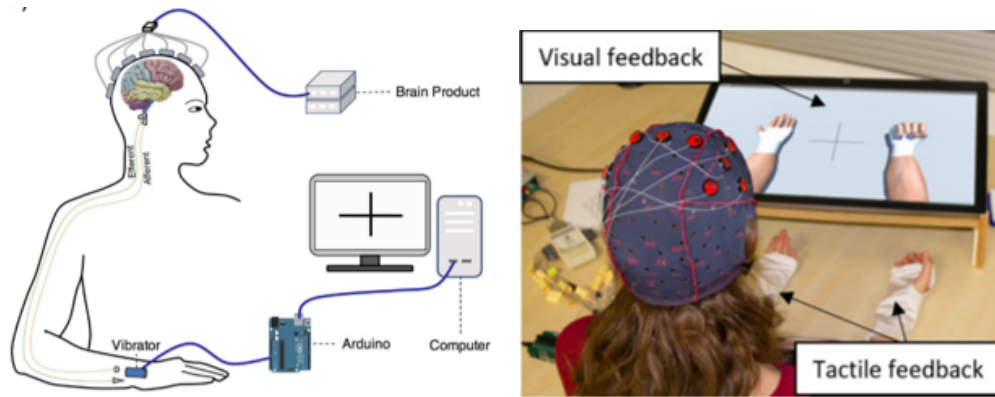 Brain Product
Efferent
Afferent
Vibrator
Arduino
Computer
Visual feedback
Tactile feedback